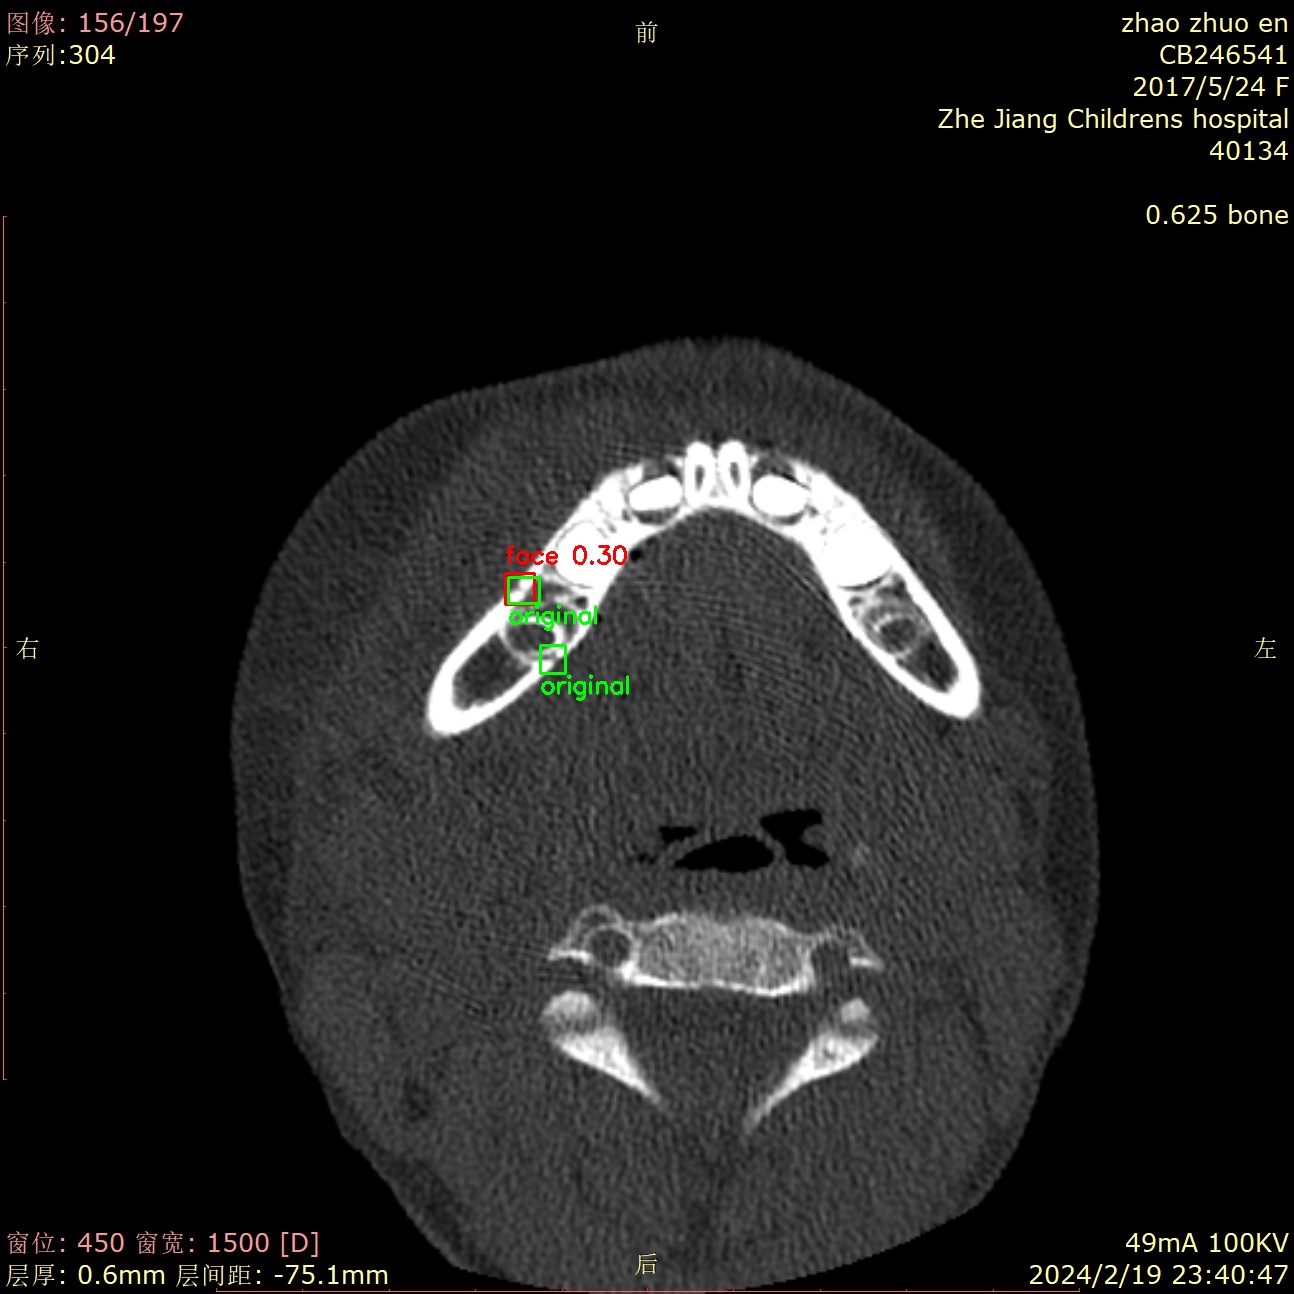 图像: 156/197
序列:304
前
zhao zhuo en
CB246541
2017/5/24 F
Zhe Jiang Childrens hospital
40134
0.625 bone
face 0.30
original
original
右
左
窗位: 450 窗宽: 1500 [D]
层厚: 0.6mm 层间距: -75.1mm
后
49mA 100KV
2024/2/19 23:40:47